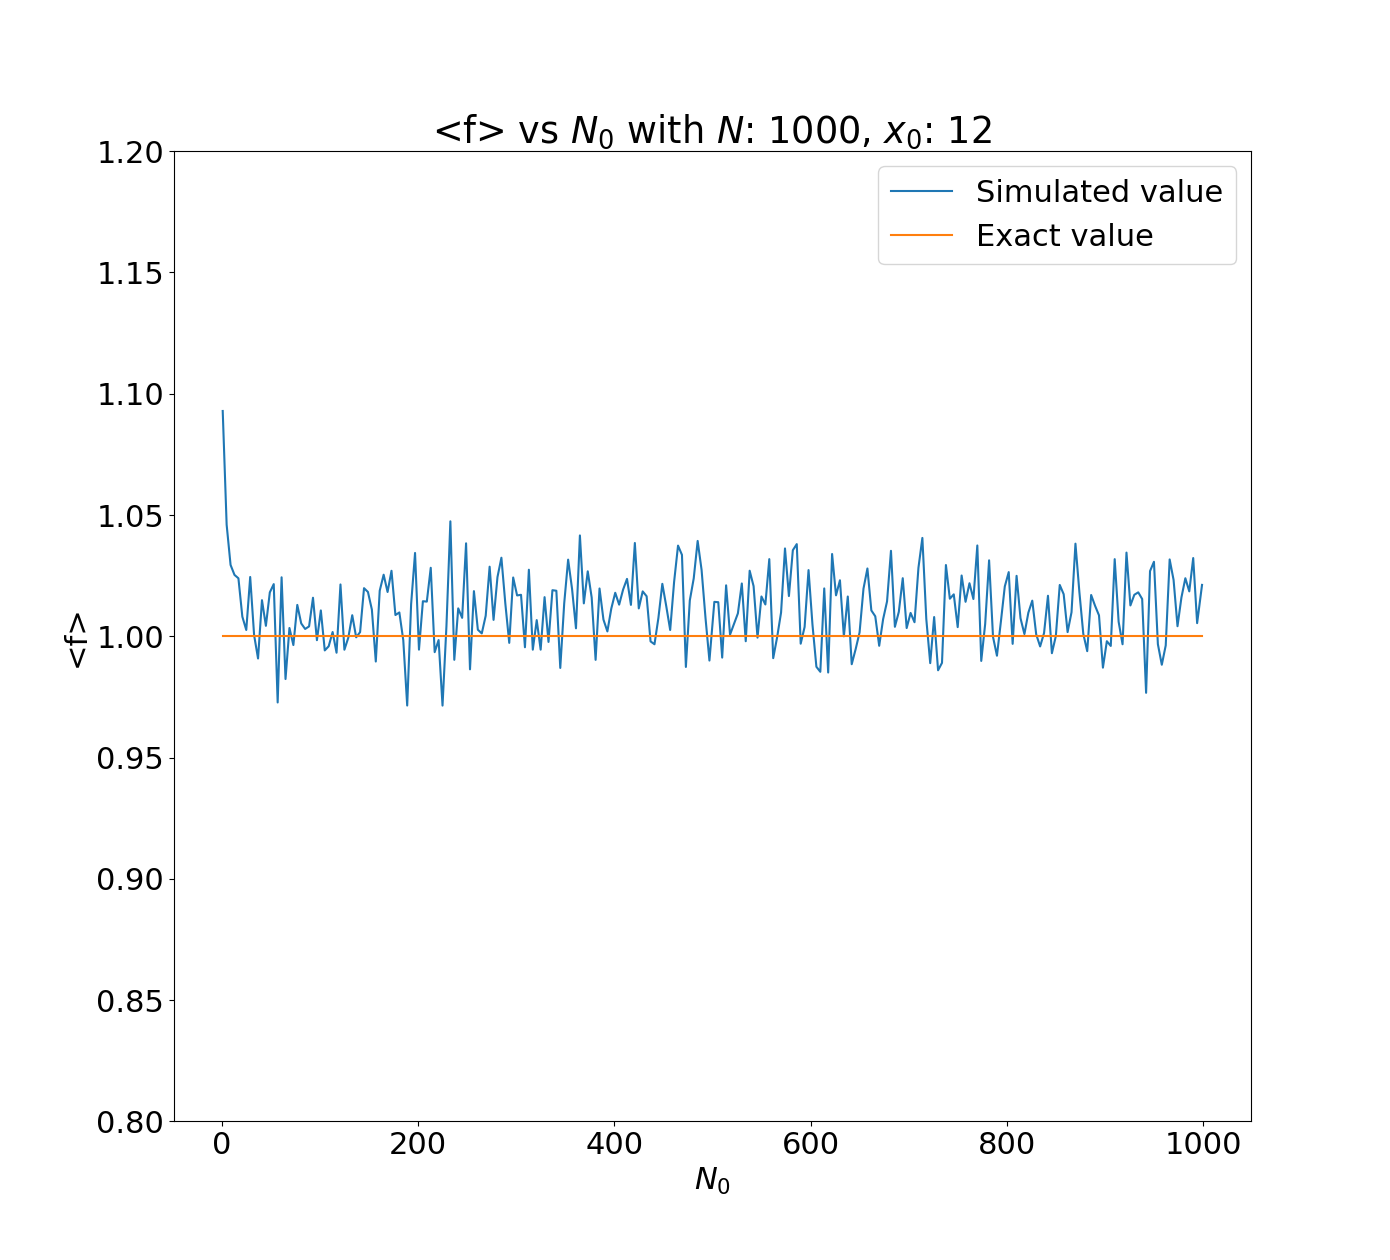 <f> vs N₀ with N: 1000, x₀: 12
Simulated value
Exact value
1.20
1.15
1.10
1.05
1.00
0.95
0.90
0.85
0.80
<f>
0 200 400 600 800 1000
N₀